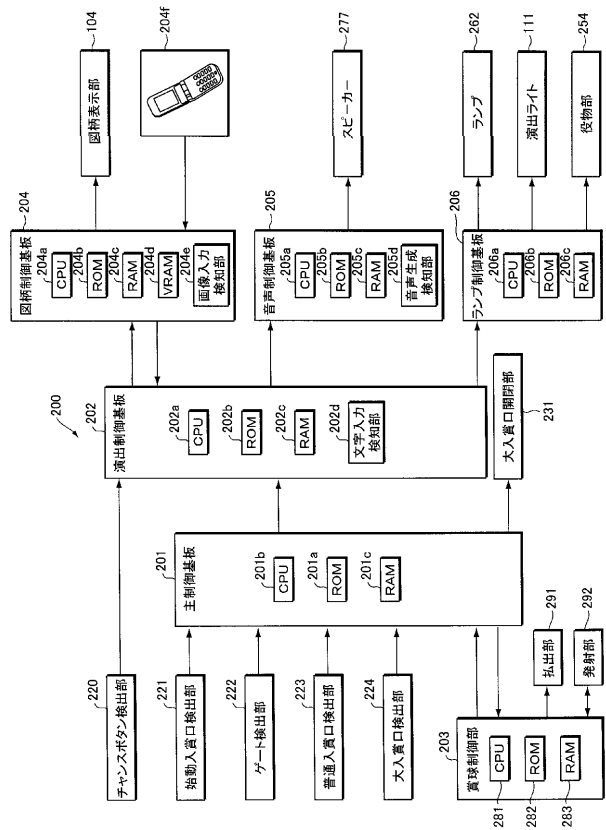 200
チャンスボタン検出部
220
始動入賞口検出部
221
ゲート検出部
222
普通入賞口検出部
223
大入賞口検出部
224
賞球制御部
203
CPU
281
ROM
282
RAM
283
払出部
291
発射部
292
主制御基板
201
201b
CPU
201a
ROM
201c
RAM
大入賞口開閉部
231
演出制御基板
202
202a
CPU
202b
ROM
202c
RAM
202d
文字入力
検知部
図柄制御基板
204
204a
CPU
204b
ROM
204c
RAM
204d
VRAM
204e
画像入力
検知部
音声制御基板
205
205a
CPU
205b
ROM
205c
RAM
205d
音声生成
検知部
ランプ制御基板
206
206a
CPU
206b
ROM
206c
RAM
図柄表示部
104
204f
スピーカー
277
ランプ
262
演出ライト
111
役物部
254